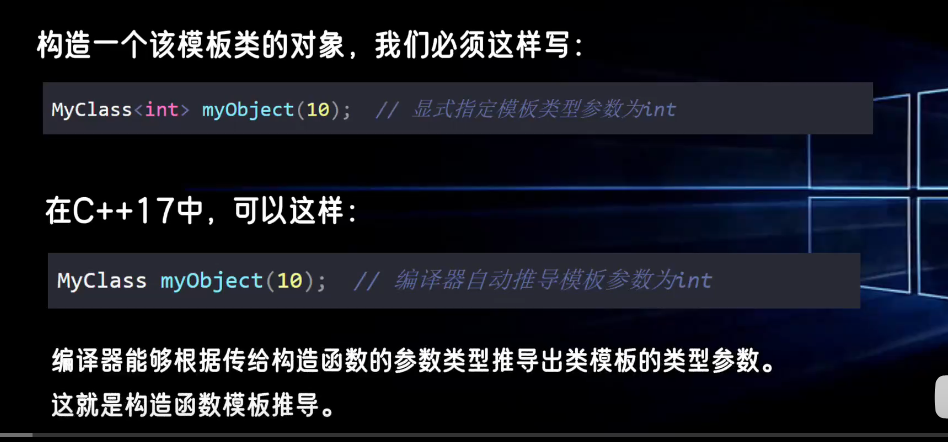 构造一个该模板类的对象，我们必须这样写：
MyClass<int> myObject(10);  // 显式指定模板类型参数为int
在C++17中，可以这样：
MyClass myObject(10);  // 编译器自动推导模板参数为int
编译器能够根据传给构造函数的参数类型推导出类模板的类型参数。
这就是构造函数模板推导。